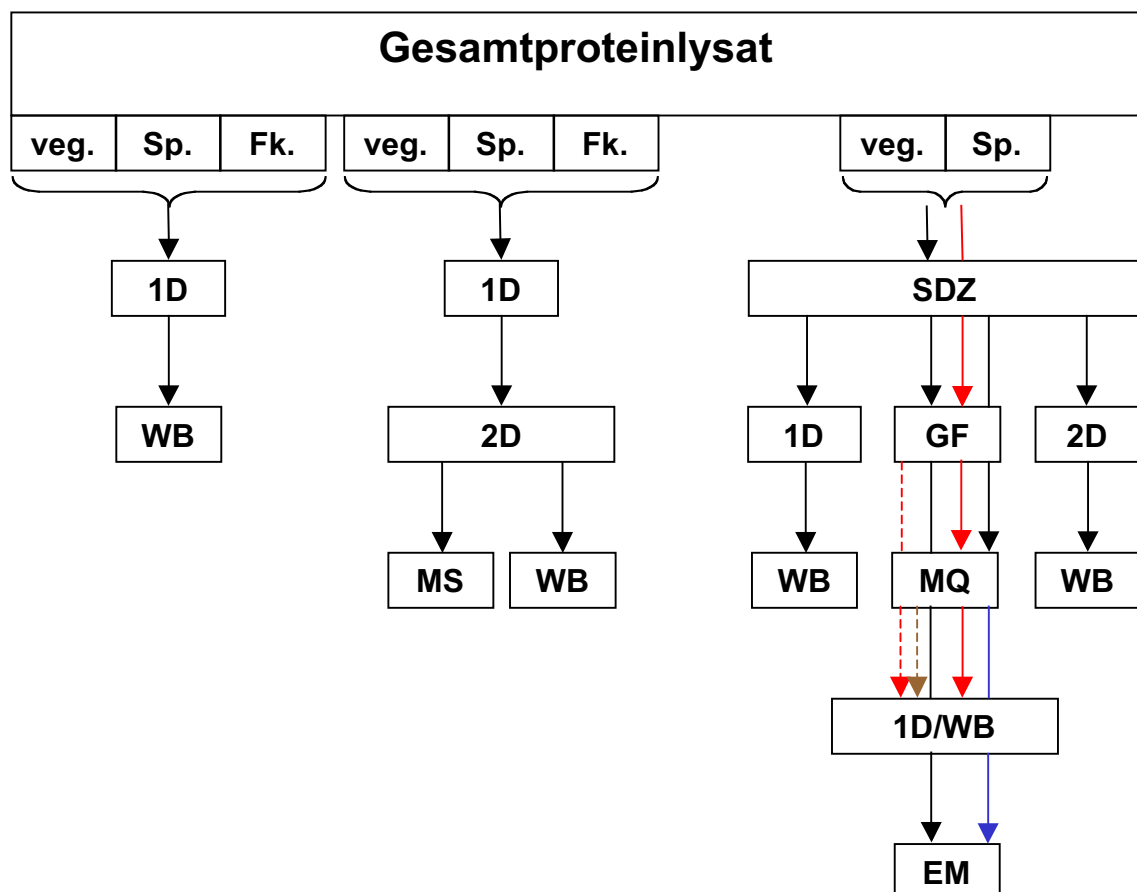 Gesamtproteinlysat
veg. Sp. Fk. veg. Sp. Fk. veg. Sp.
1D 1D SDZ
WB 2D 1D GF 2D
MS WB WB MQ WB
1D/WB
EM